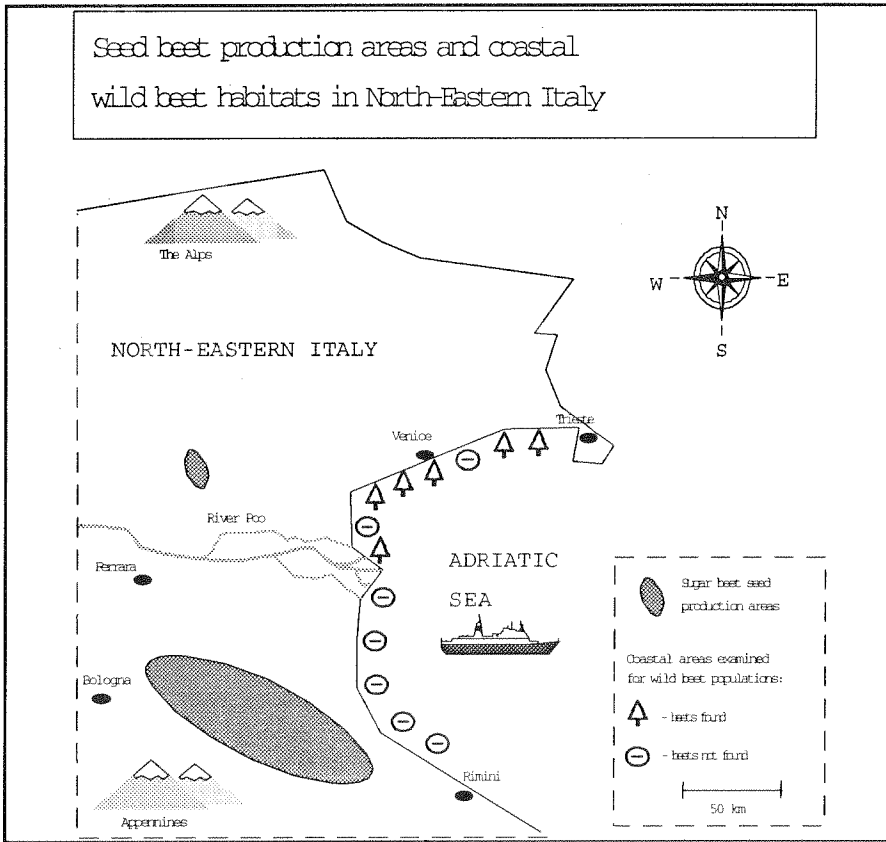 Seed beet production areas and coastal
wild beet habitats in North-Eastern Italy
The Alps
N
W
E
S
NORTH-EASTERN ITALY
Venice
Trieste
River Poo
Ferrara
ADRIATIC
SEA
Bologna
Rimini
Appennines
Sugar beet seed
production areas
Coastal areas examined
for wild beet populations:
- beets found
- beets not found
50 km